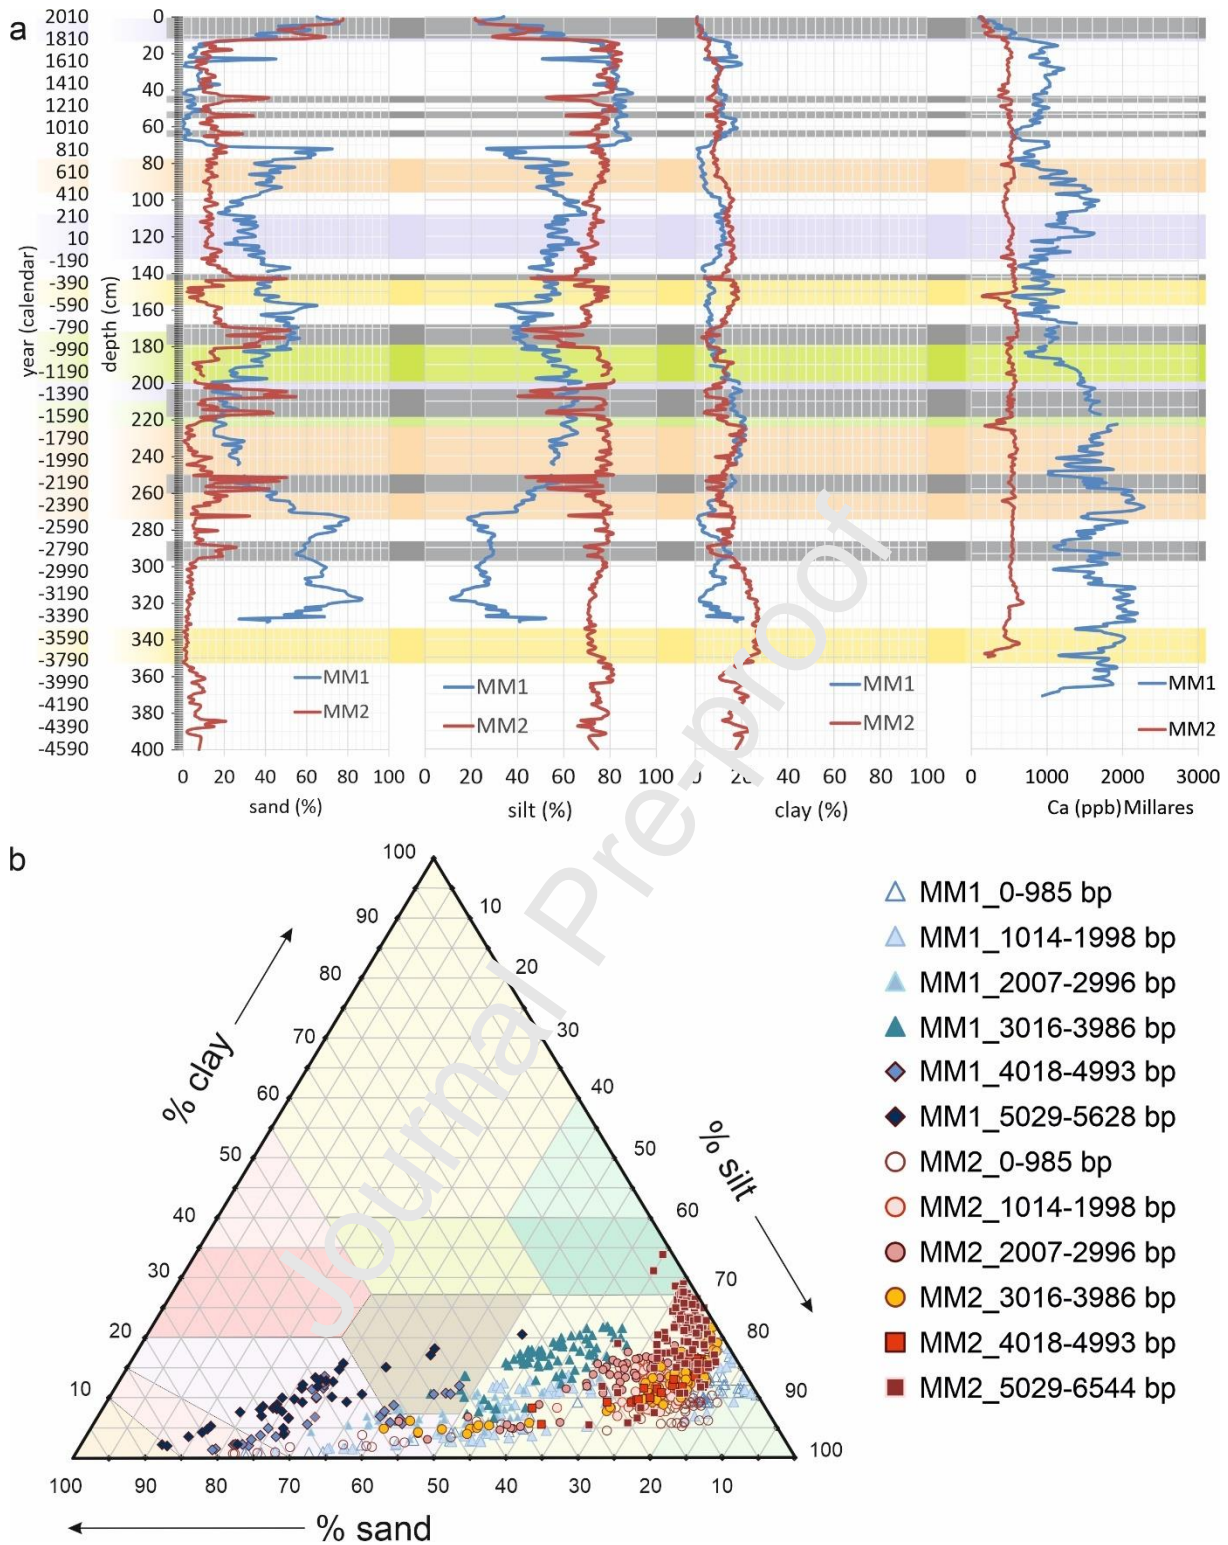 a
year (calendar)
2010
1810
1610
1410
1210
1010
810
610
410
210
10
-190
-390
-590
-790
-990
-1190
-1390
-1590
-1790
-1990
-2190
-2390
-2590
-2790
-2990
-3190
-3390
-3590
-3790
-3990
-4190
-4390
-4590
depth (cm)
0
20
40
60
80
100
120
140
160
180
200
220
240
260
280
300
320
340
360
380
400
MM1
MM2
0 20 40 60 80 100
sand (%)
MM1
MM2
0 20 40 60 80 100
silt (%)
MM1
MM2
0 20 40 60 80 100
clay (%)
MM1
MM2
0 1000 2000 3000
Ca (ppb) Millares
Journal Pre-proof
b
% clay
100
90
80
70
60
50
40
30
20
10
% silt
10
20
30
40
50
60
70
80
90
100
100 90 80 70 60 50 40 30 20 10
% sand
MM1_0-985 bp
MM1_1014-1998 bp
MM1_2007-2996 bp
MM1_3016-3986 bp
MM1_4018-4993 bp
MM1_5029-5628 bp
MM2_0-985 bp
MM2_1014-1998 bp
MM2_2007-2996 bp
MM2_3016-3986 bp
MM2_4018-4993 bp
MM2_5029-6544 bp